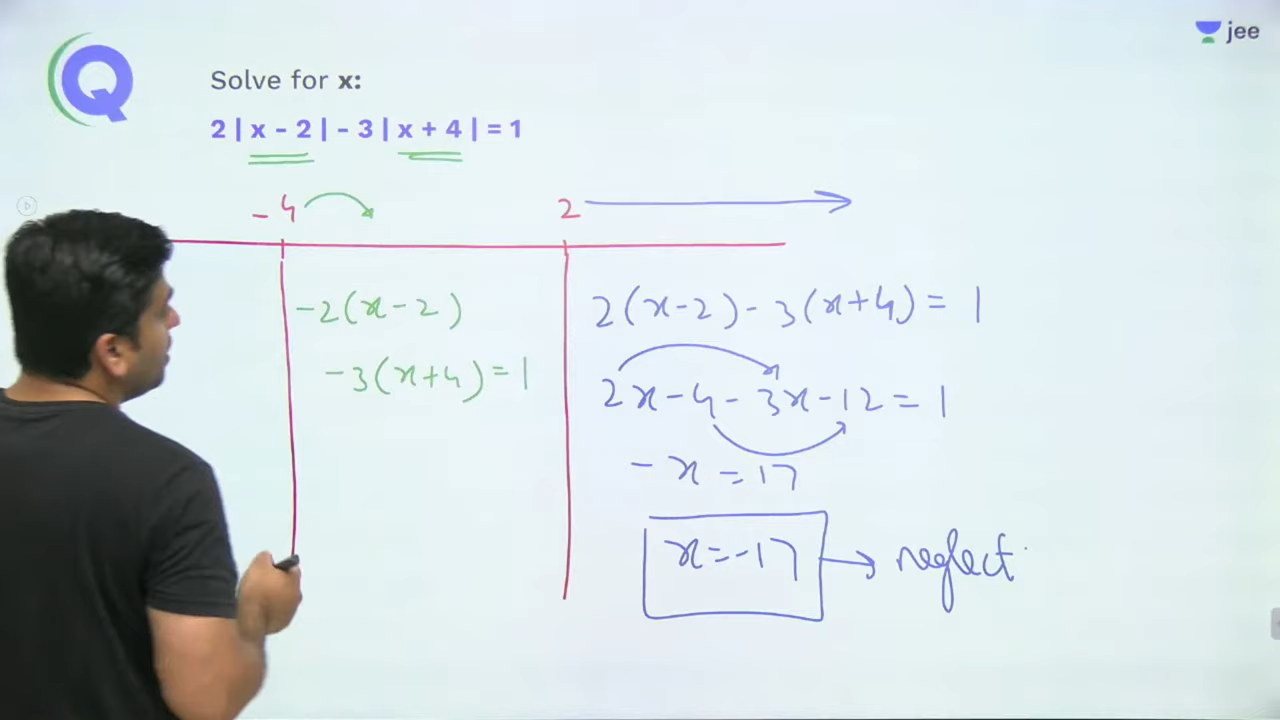 jee
Solve for x:
2 | x - 2 | - 3 | x + 4 | = 1
- 4
2
-2(x-2)
-3(x+4)=1
2(x-2)-3(x+4)=1
2x-4-3x-12=1
-x=17
x=-17 → neglect